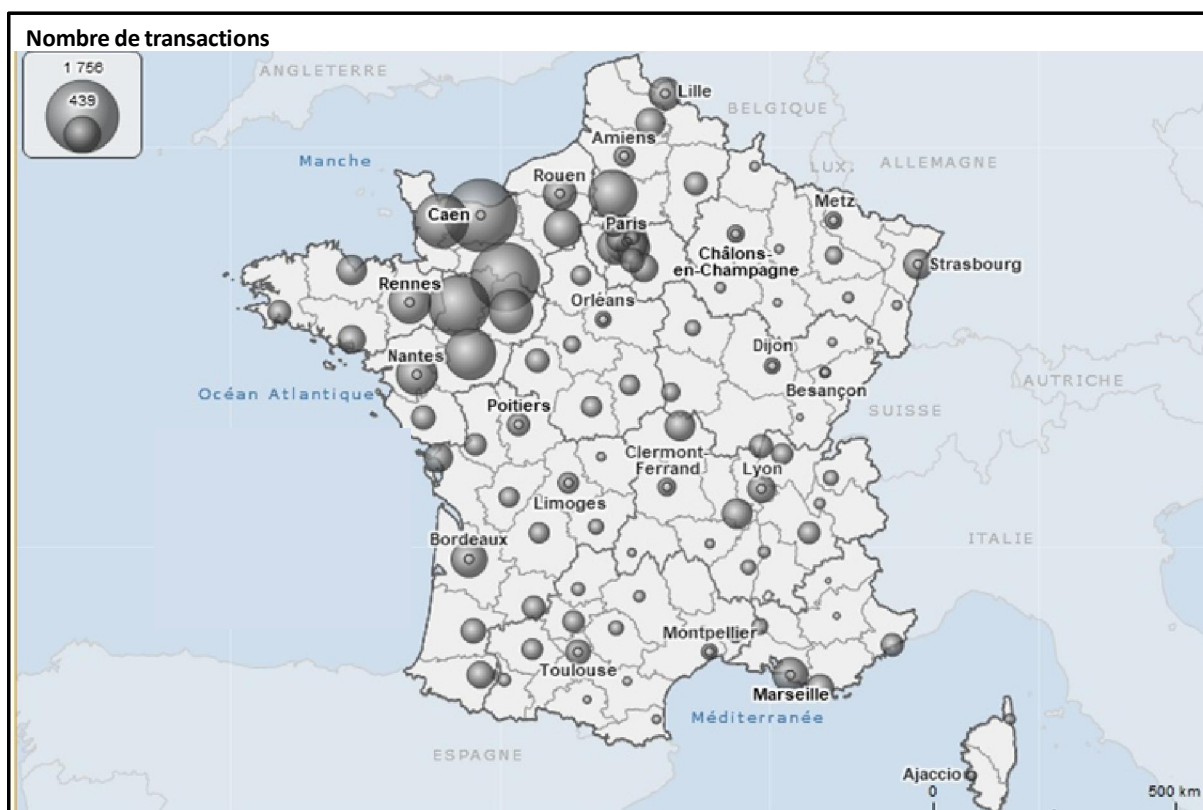 Nombre de transactions
1 756
439
ANGLETERRE
BELGIQUE
Lille
Manche
Amiens
LUX.
ALLEMAGNE
Rouen
Caen
Paris
Metz
Châlons-
en-Champagne
Strasbourg
Rennes
Orléans
Nantes
Dijon
Besançon
AUTRICHE
Océan Atlantique
SUISSE
Poitiers
Clermont-
Ferrand
Lyon
Limoges
Bordeaux
ITALIE
Montpellier
Toulouse
Marseille
Méditerranée
ESPAGNE
Ajaccio
0
500 km